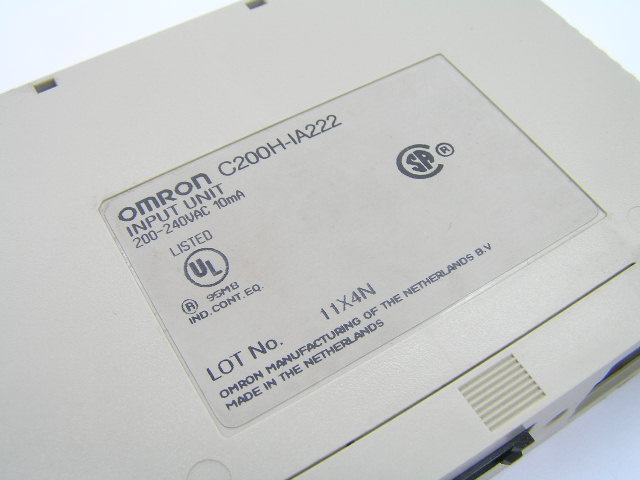 OMRON C200H-IA222
INPUT UNIT
200-240VAC 10mA
LISTED
UL
SA ®
® 95M8
IND.CONT.EQ.
LOT No. 11X4N
OMRON MANUFACTURING OF THE NETHERLANDS B.V
MADE IN THE NETHERLANDS